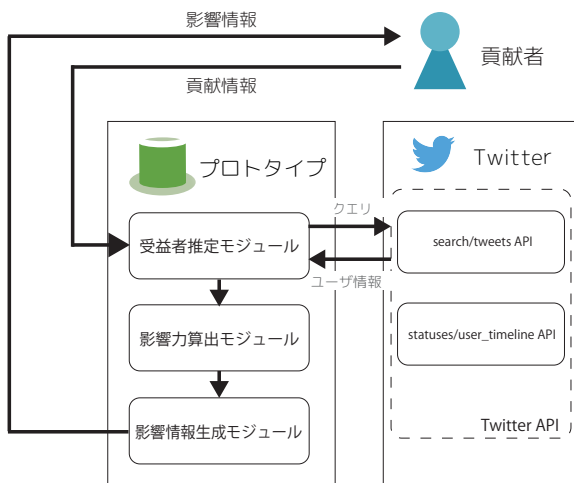 影響情報
貢献者
貢献情報
プロトタイプ
Twitter
クエリ
受益者推定モジュール
search/tweets API
ユーザ情報
影響力算出モジュール
statuses/user_timeline API
影響情報生成モジュール
Twitter API